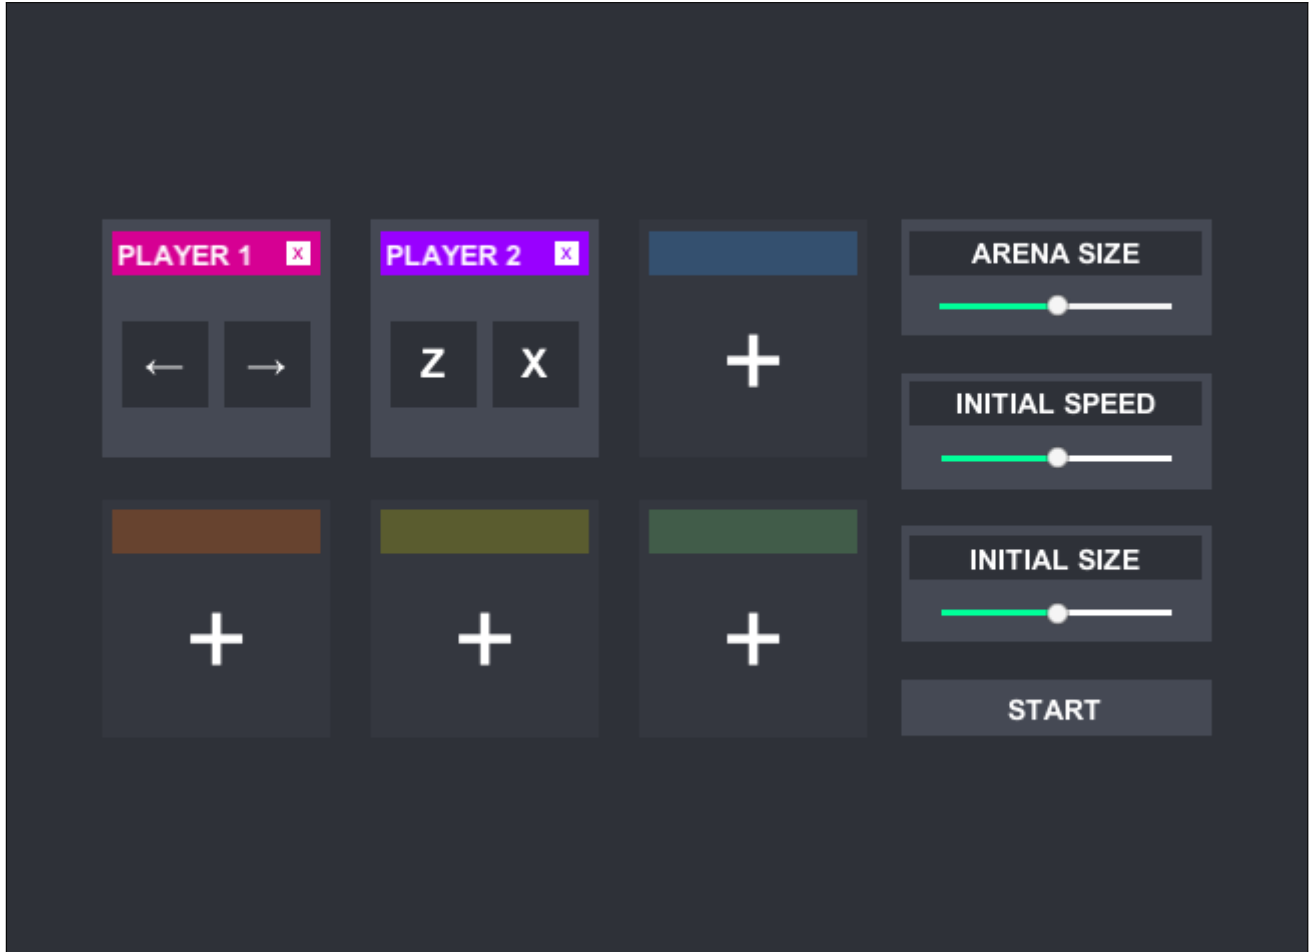 PLAYER 1 X
← →
PLAYER 2 X
Z X
+
+
+
+
ARENA SIZE
INITIAL SPEED
INITIAL SIZE
START